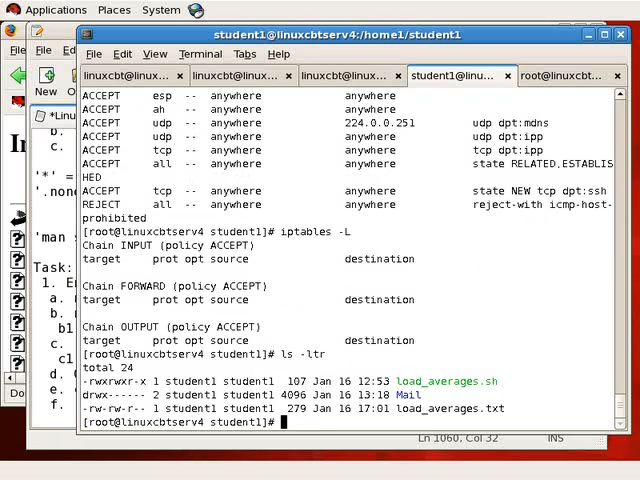 Applications Places System
student1@linuxcbtserv4:/home1/student1
File Edit View Terminal Tabs Help
linuxcbt@linux... linuxcbt@linux... linuxcbt@linux... student1@linu... root@linuxcbt...
ACCEPT esp -- anywhere anywhere
ACCEPT ah -- anywhere anywhere
ACCEPT udp -- anywhere 224.0.0.251 udp dpt:mdns
ACCEPT udp -- anywhere anywhere udp dpt:ipp
ACCEPT tcp -- anywhere anywhere tcp dpt:ipp
ACCEPT all -- anywhere anywhere state RELATED,ESTABLIS
HED
ACCEPT tcp -- anywhere anywhere state NEW tcp dpt:ssh
REJECT all -- anywhere anywhere reject-with icmp-host-
prohibited
[root@linuxcbtserv4 student1]# iptables -L
Chain INPUT (policy ACCEPT)
target prot opt source destination
Chain FORWARD (policy ACCEPT)
target prot opt source destination
Chain OUTPUT (policy ACCEPT)
target prot opt source destination
[root@linuxcbtserv4 student1]# ls -ltr
total 24
-rwxrwxr-x 1 student1 student1 107 Jan 16 12:53 load_averages.sh
drwx------ 2 student1 student1 4096 Jan 16 13:18 Mail
-rw-rw-r-- 1 student1 student1 279 Jan 16 17:01 load_averages.txt
[root@linuxcbtserv4 student1]#
File
New
*Linu
b.
c.
'*' =
'.none
'man s
Task:
1. E
a.
b.
b1
c.
c1
d.
e.
f.
Do
Ln 1060, Col 32 INS